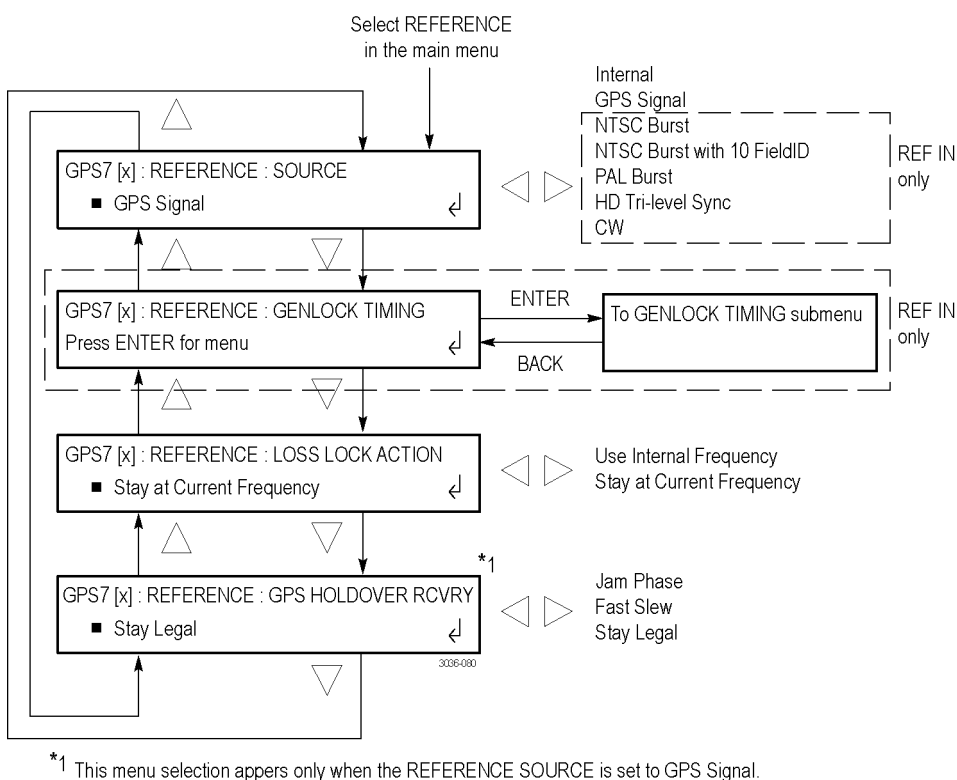 Select REFERENCE
in the main menu
Internal
GPS Signal
NTSC Burst
NTSC Burst with 10 FieldID
PAL Burst
HD Tri-level Sync
CW
REF IN
only
GPS7 [x] : REFERENCE : SOURCE
■ GPS Signal
GPS7 [x] : REFERENCE : GENLOCK TIMING
Press ENTER for menu
ENTER
BACK
To GENLOCK TIMING submenu
REF IN
only
GPS7 [x] : REFERENCE : LOSS LOCK ACTION
■ Stay at Current Frequency
Use Internal Frequency
Stay at Current Frequency
*1
GPS7 [x] : REFERENCE : GPS HOLDOVER RCVRY
■ Stay Legal
Jam Phase
Fast Slew
Stay Legal
3036-080
*1 This menu selection appers only when the REFERENCE SOURCE is set to GPS Signal.